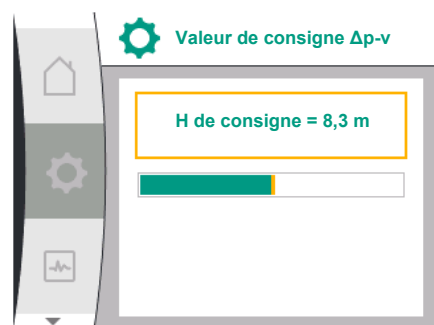 Valeur de consigne Δp-v
H de consigne = 8,3 m